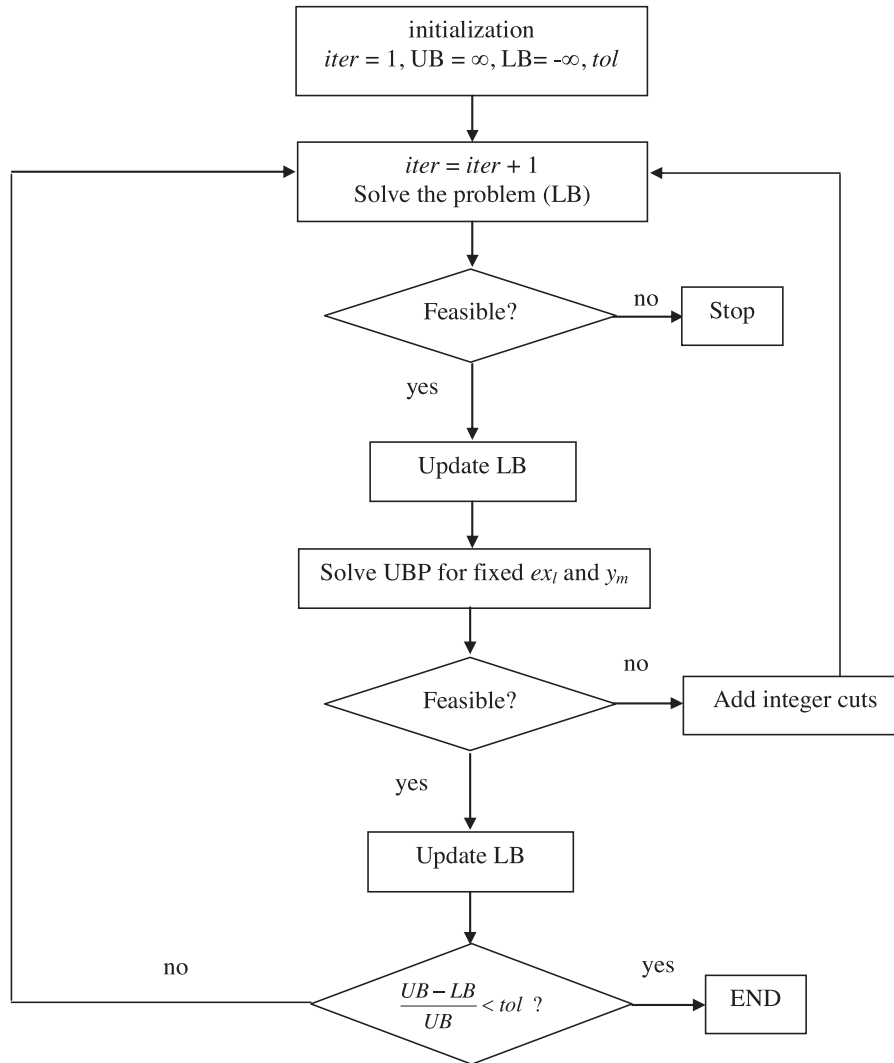 initialization
iter = 1, UB = ∞, LB= -∞, tol
iter = iter + 1
Solve the problem (LB)
Feasible?
no
Stop
yes
Update LB
Solve UBP for fixed ex_l and y_m
no
Feasible?
Add integer cuts
yes
Update LB
no
yes
UB − LB
< tol ?
UB
END